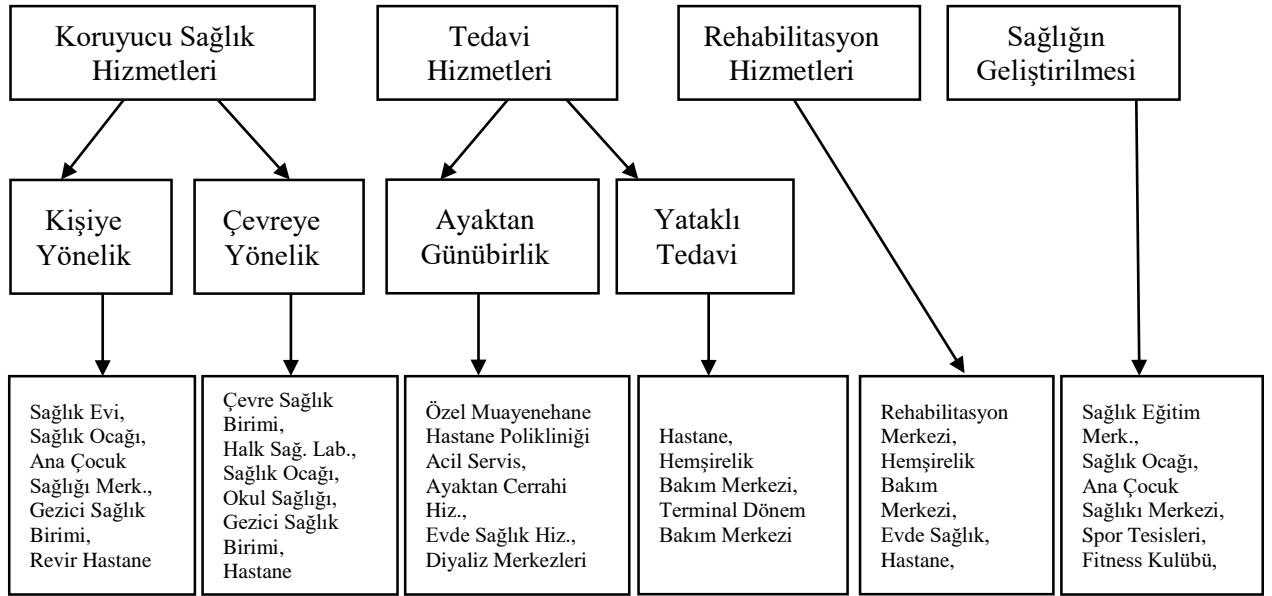 Koruyucu Sağlık
Hizmetleri
Tedavi
Hizmetleri
Rehabilitasyon
Hizmetleri
Sağlığın
Geliştirilmesi
Kişiye
Yönelik
Çevreye
Yönelik
Ayaktan
Günübirlik
Yataklı
Tedavi
Sağlık Evi,
Sağlık Ocağı,
Ana Çocuk
Sağlığı Merk.,
Gezici Sağlık
Birimi,
Revir Hastane
Çevre Sağlık
Birimi,
Halk Sağ. Lab.,
Sağlık Ocağı,
Okul Sağlığı,
Gezici Sağlık
Birimi,
Hastane
Özel Muayenehane
Hastane Polikliniği
Acil Servis,
Ayaktan Cerrahi
Hiz.,
Evde Sağlık Hiz.,
Diyaliz Merkezleri
Hastane,
Hemşirelik
Bakım Merkezi,
Terminal Dönem
Bakım Merkezi
Rehabilitasyon
Merkezi,
Hemşirelik
Bakım
Merkezi,
Evde Sağlık,
Hastane,
Sağlık Eğitim
Merk.,
Sağlık Ocağı,
Ana Çocuk
Sağlıkı Merkezi,
Spor Tesisleri,
Fitness Kulübü,